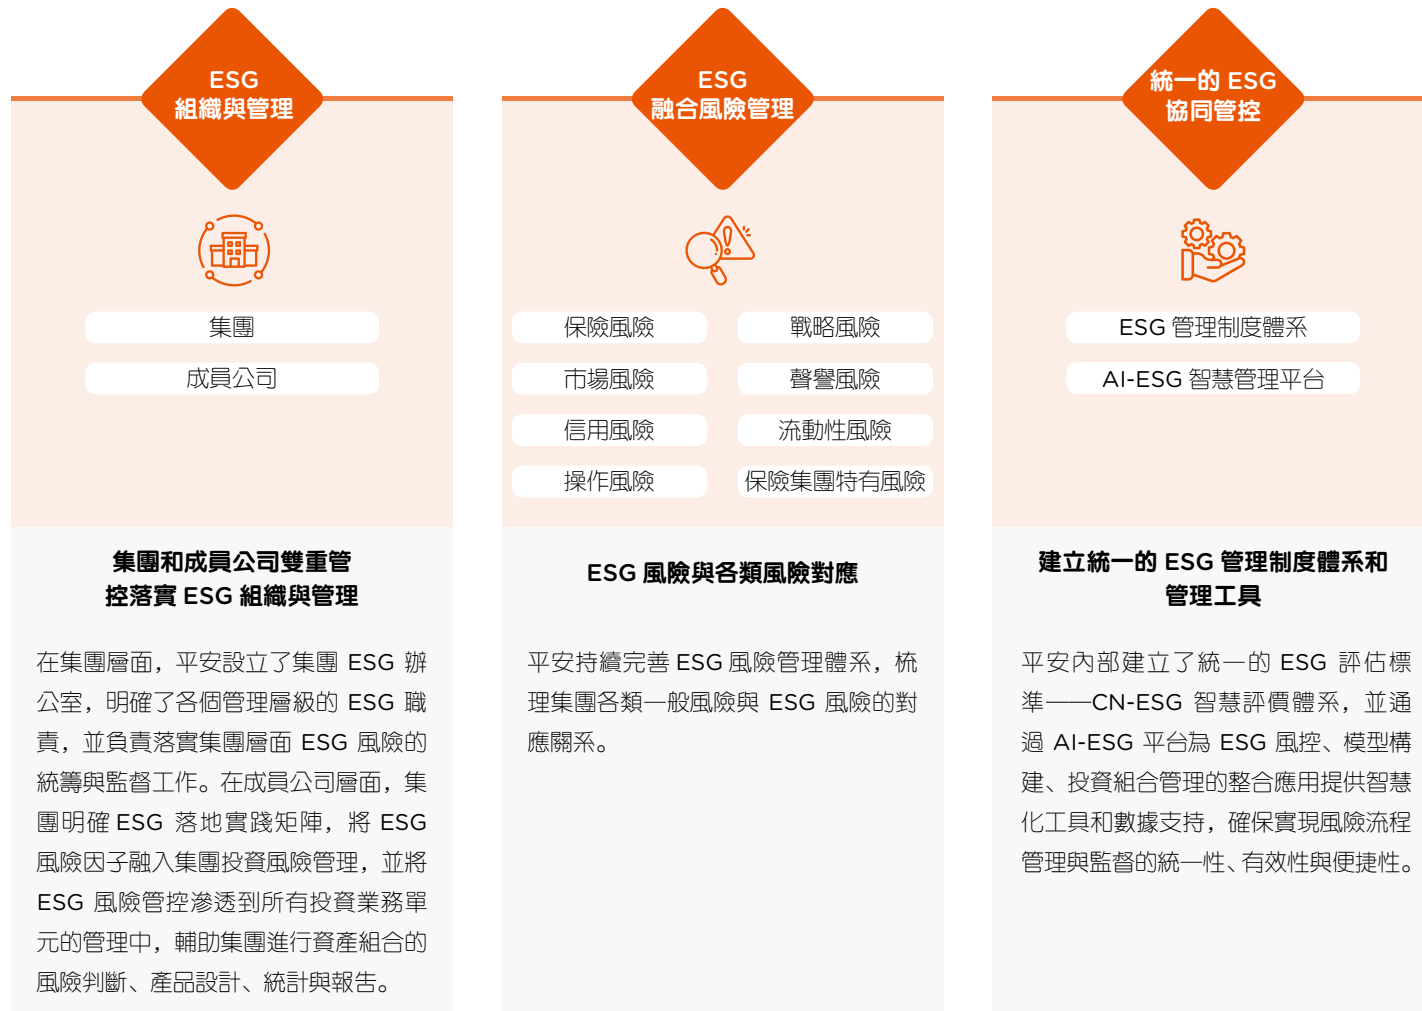 ESG
組織與管理
集團
成員公司
集團和成員公司雙重管
控落實 ESG 組織與管理
在集團層面，平安設立了集團 ESG 辦
公室，明確了各個管理層級的 ESG 職
責，並負責落實集團層面 ESG 風險的
統籌與監督工作。在成員公司層面，集
團明確 ESG 落地實踐矩陣，將 ESG
風險因子融入集團投資風險管理，並將
ESG 風險管控滲透到所有投資業務單
元的管理中，輔助集團進行資產組合的
風險判斷、產品設計、統計與報告。
ESG
融合風險管理
保險風險
戰略風險
市場風險
聲譽風險
信用風險
流動性風險
操作風險
保險集團特有風險
ESG 風險與各類風險對應
平安持續完善 ESG 風險管理體系，梳
理集團各類一般風險與 ESG 風險的對
應關系。
統一的 ESG
協同管控
ESG 管理制度體系
AI-ESG 智慧管理平台
建立統一的 ESG 管理制度體系和
管理工具
平安內部建立了統一的 ESG 評估標
準——CN-ESG 智慧評價體系，並通
過 AI-ESG 平台為 ESG 風控、模型構
建、投資組合管理的整合應用提供智慧
化工具和數據支持，確保實現風險流程
管理與監督的統一性、有效性與便捷性。